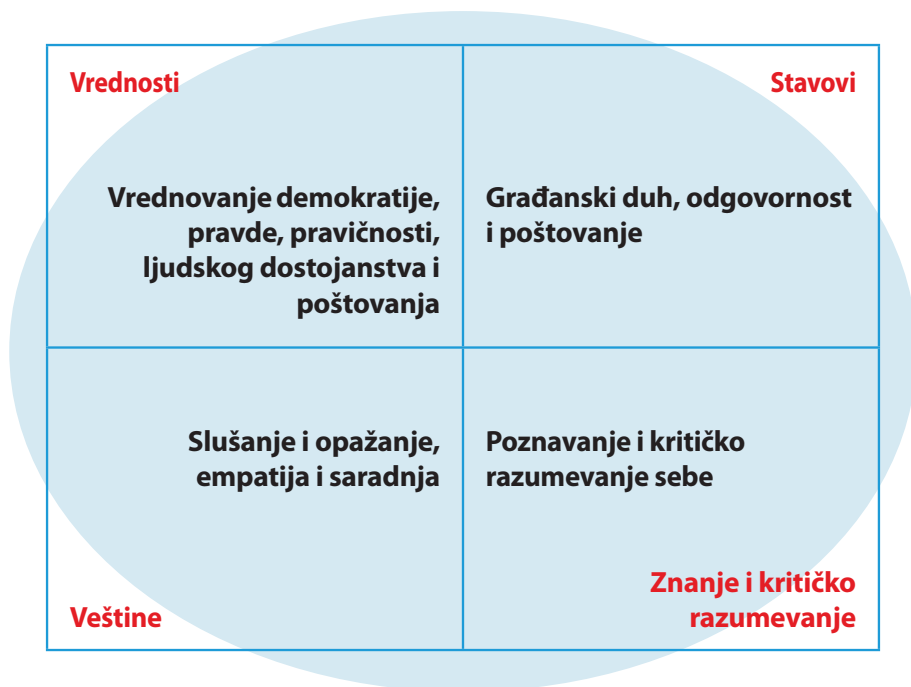 Vrednosti
Vrednovanje demokratije,
pravde, pravičnosti,
ljudskog dostojanstva i
poštovanja
Stavovi
Građanski duh, odgovornost
i poštovanje
Slušanje i opažanje,
empatija i saradnja
Veštine
Poznavanje i kritičko
razumevanje sebe
Znanje i kritičko
razumevanje